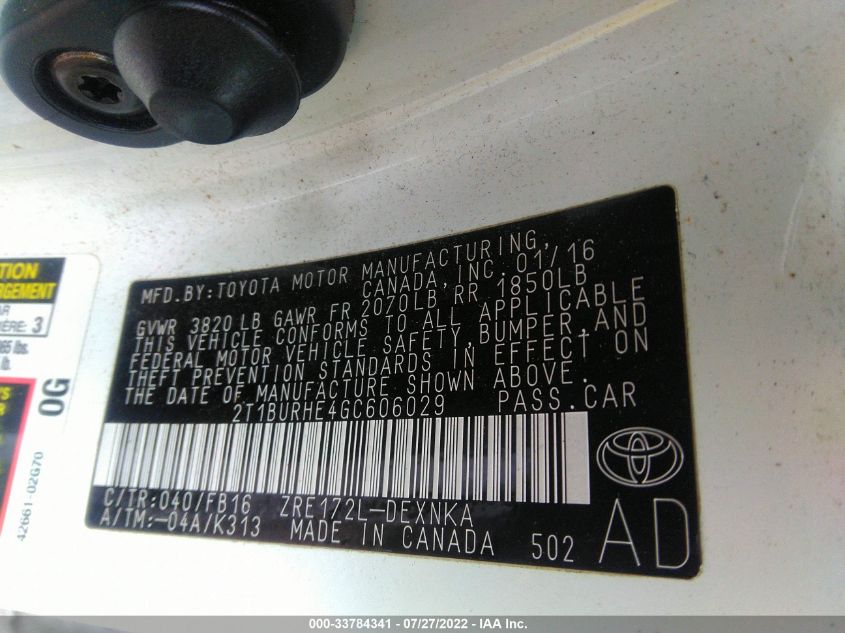 MFD.BY:TOYOTA MOTOR MANUFACTURING,
CANADA,INC. 01/16
GVWR 3820 LB GAWR FR 2070LB RR 1850LB
THIS VEHICLE CONFORMS TO ALL APPLICABLE
FEDERAL MOTOR VEHICLE SAFETY,BUMPER,AND
THEFT PREVENTION STANDARDS IN EFFECT ON
THE DATE OF MANUFACTURE SHOWN ABOVE.
2T1BURHE4GC606029 PASS.CAR
C/TR:040/FB16 ZRE172L-DEXNKA
A/TM:-04A/K313 MADE IN CANADA 502 AD
3
lbs.
lb.
0G
42661-02G70
000-33784341 - 07/27/2022 - IAA Inc.